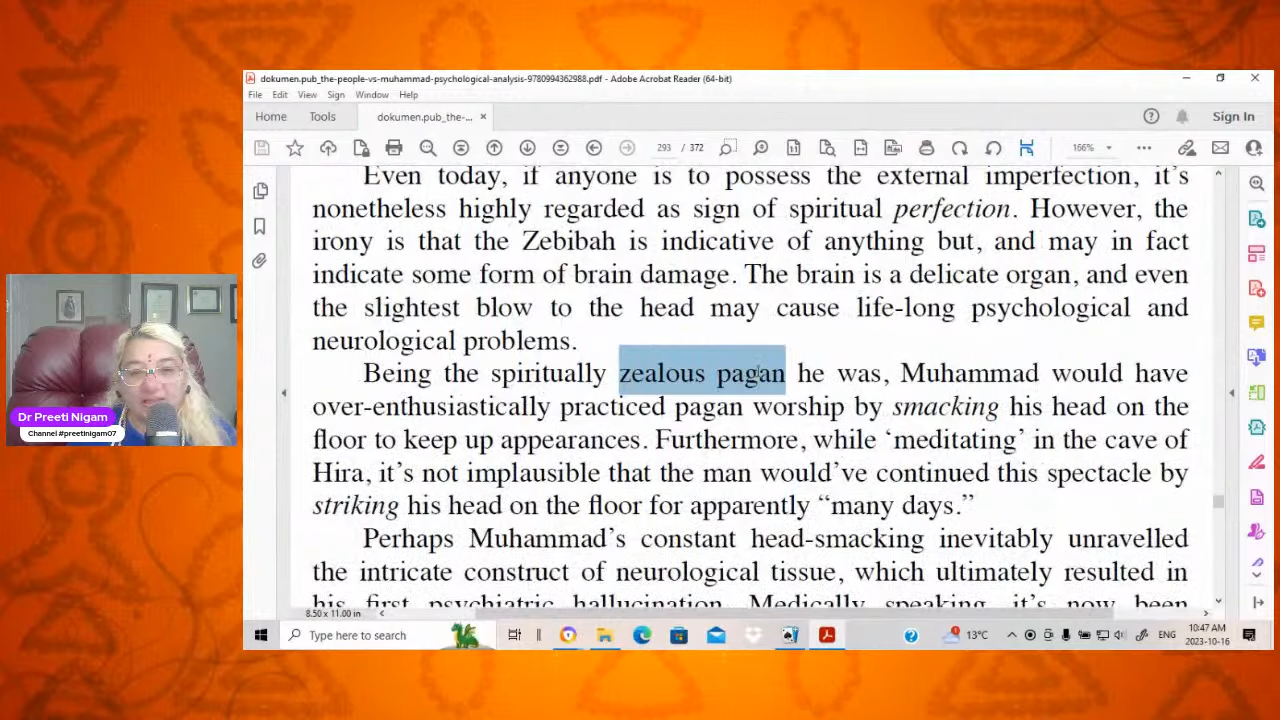 dokumen.pub_the-people-vs-muhammad-psychological-analysis-9780994362988.pdf - Adobe Acrobat Reader (64-bit)
File Edit View Sign Window Help
Home Tools dokumen.pub_the-... × Sign In
293 / 372 166%
Even today, if anyone is to possess the external imperfection, it's
nonetheless highly regarded as sign of spiritual perfection. However, the
irony is that the Zebibah is indicative of anything but, and may in fact
indicate some form of brain damage. The brain is a delicate organ, and even
the slightest blow to the head may cause life-long psychological and
neurological problems.
Being the spiritually zealous pagan he was, Muhammad would have
over-enthusiastically practiced pagan worship by smacking his head on the
floor to keep up appearances. Furthermore, while ‘meditating’ in the cave of
Hira, it's not implausible that the man would've continued this spectacle by
striking his head on the floor for apparently “many days.”
Perhaps Muhammad's constant head-smacking inevitably unravelled
the intricate construct of neurological tissue, which ultimately resulted in
his first psychiatric hallucination. Medically speaking, it's now been
8.50 x 11.00 in
Dr Preeti Nigam
Channel #preetinigam07
Type here to search
13°C
ENG
10:47 AM
2023-10-16